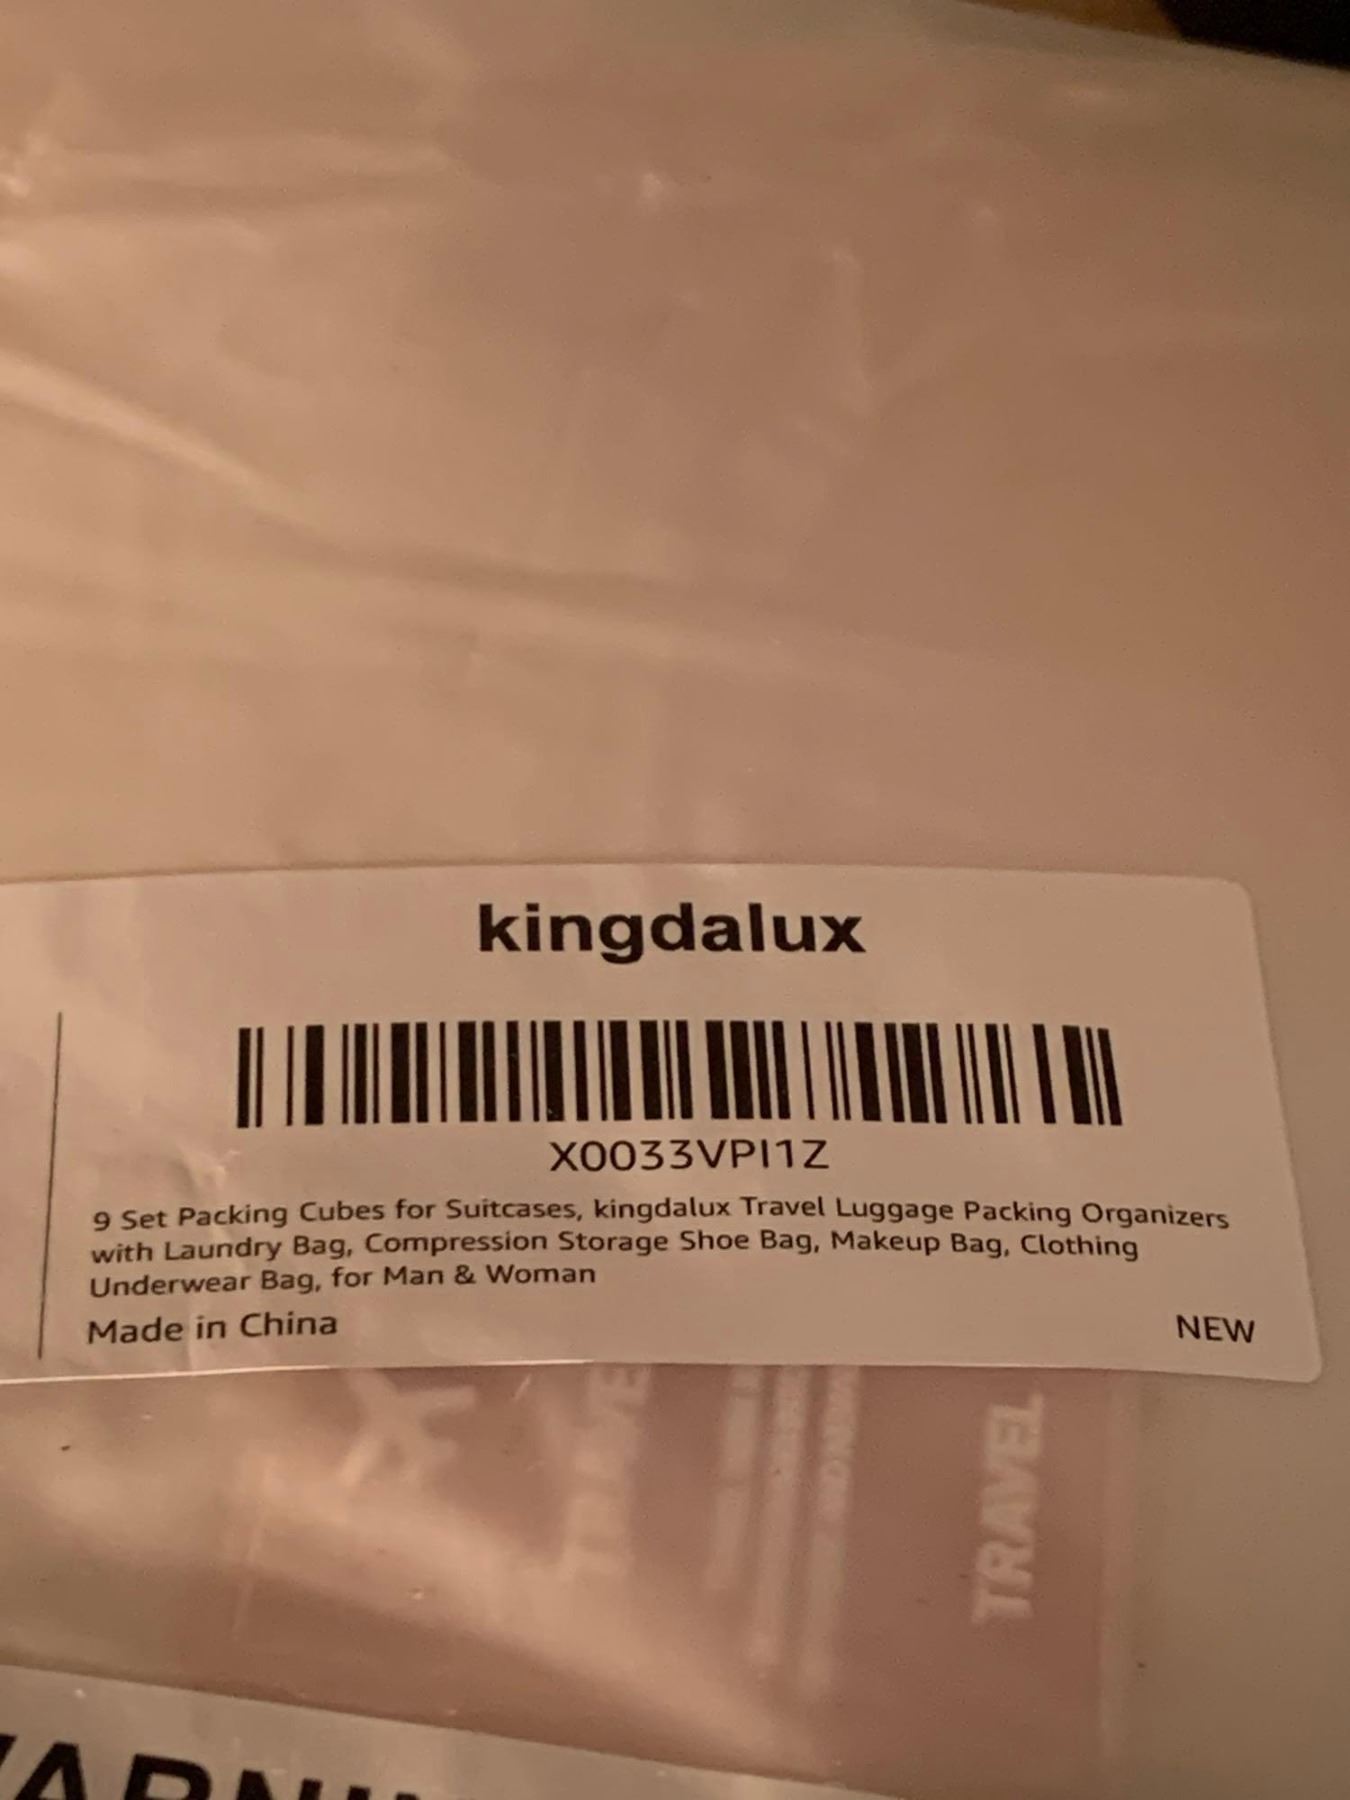 kingdalux
X0033VPI1Z
9 Set Packing Cubes for Suitcases, kingdalux Travel Luggage Packing Organizers
with Laundry Bag, Compression Storage Shoe Bag, Makeup Bag, Clothing
Underwear Bag, for Man & Woman
Made in China
NEW
TRAVEL